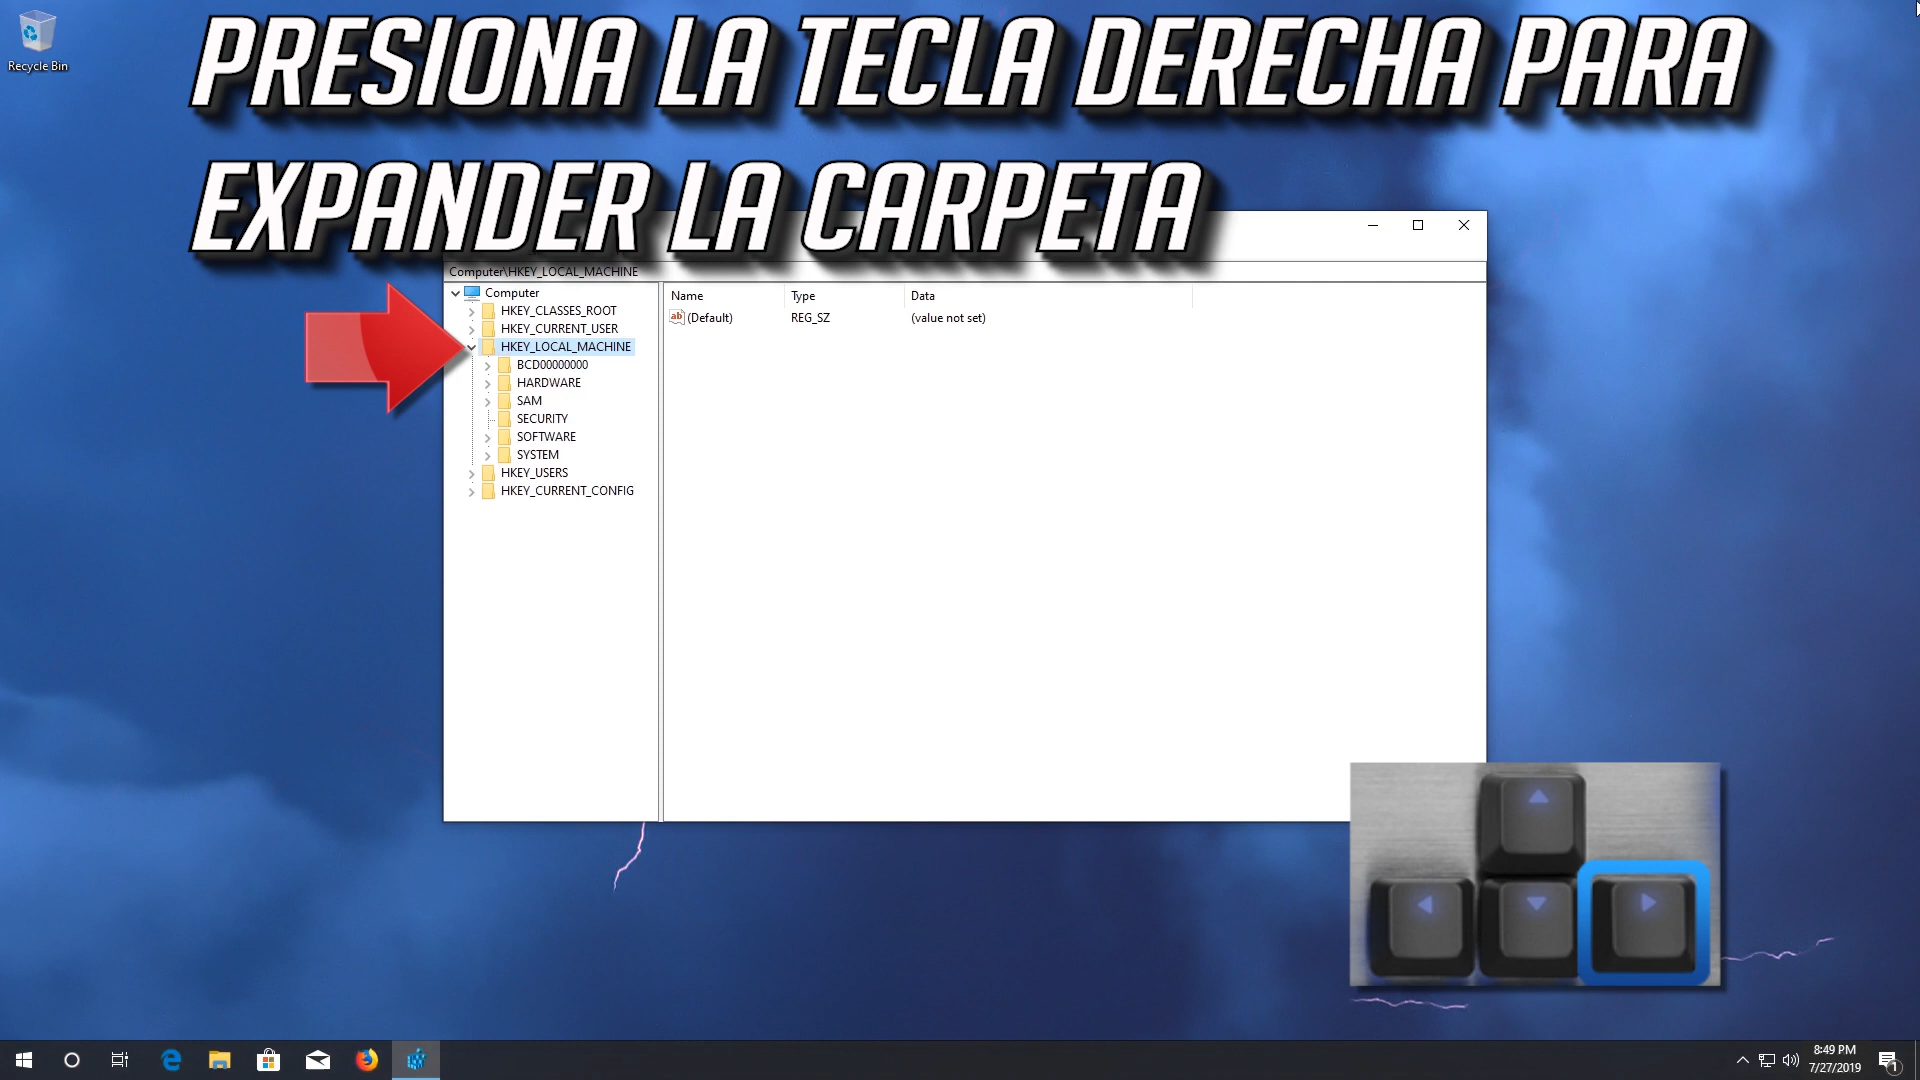 Recycle Bin
PRESIONA LA TECLA DERECHA PARA
EXPANDER LA CARPETA
Computer\HKEY_LOCAL_MACHINE
Computer
HKEY_CLASSES_ROOT
HKEY_CURRENT_USER
HKEY_LOCAL_MACHINE
BCD00000000
HARDWARE
SAM
SECURITY
SOFTWARE
SYSTEM
HKEY_USERS
HKEY_CURRENT_CONFIG
Name Type Data
ab (Default) REG_SZ (value not set)
8:49 PM
7/27/2019
1